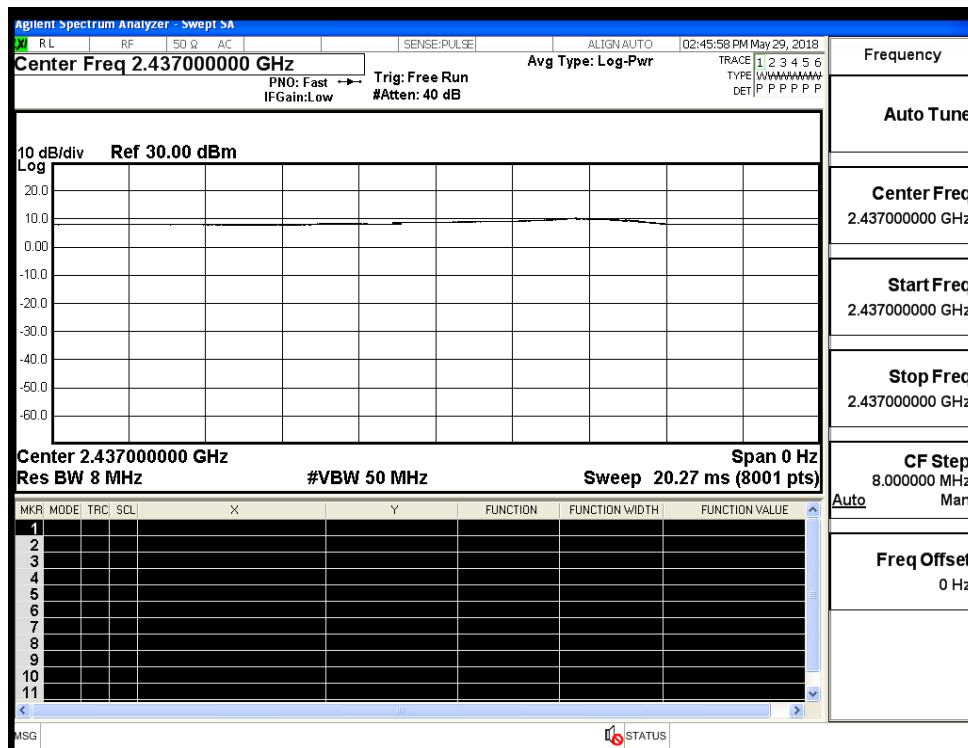 Agilent Spectrum Analyzer - Swept SA
RL RF 50 Ω AC SENSE:PULSE ALIGN AUTO 02:45:58 PM May 29, 2018
Center Freq 2.437000000 GHz
PNO: Fast
IFGain:Low
Trig: Free Run
#Atten: 40 dB
Avg Type: Log-Pwr
TRACE 1 2 3 4 5 6
TYPE WWWWWW
DET P P P P P P
10 dB/div Ref 30.00 dBm
Log
20.0
10.0
0.00
-10.0
-20.0
-30.0
-40.0
-50.0
-60.0
Center 2.437000000 GHz Span 0 Hz
Res BW 8 MHz #VBW 50 MHz Sweep 20.27 ms (8001 pts)
MKR MODE TRC SCL X Y FUNCTION FUNCTION WIDTH FUNCTION VALUE
1
2
3
4
5
6
7
8
9
10
11
MSG STATUS
Frequency
Auto Tune
Center Freq
2.437000000 GHz
Start Freq
2.437000000 GHz
Stop Freq
2.437000000 GHz
CF Step
8.000000 MHz
Auto Man
Freq Offset
0 Hz